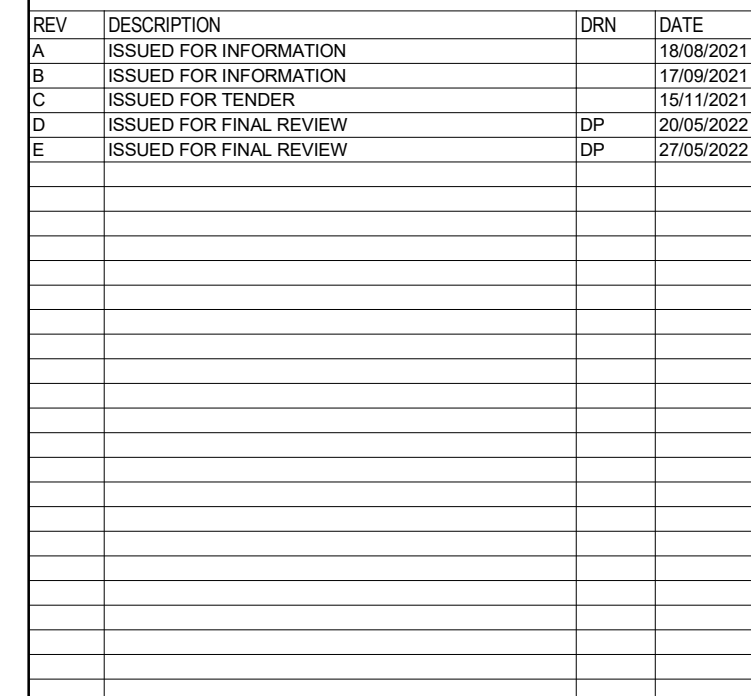 REV DESCRIPTION DRN DATE
A ISSUED FOR INFORMATION 18/08/2021
B ISSUED FOR INFORMATION 17/09/2021
C ISSUED FOR TENDER 15/11/2021
D ISSUED FOR FINAL REVIEW DP 20/05/2022
E ISSUED FOR FINAL REVIEW DP 27/05/2022